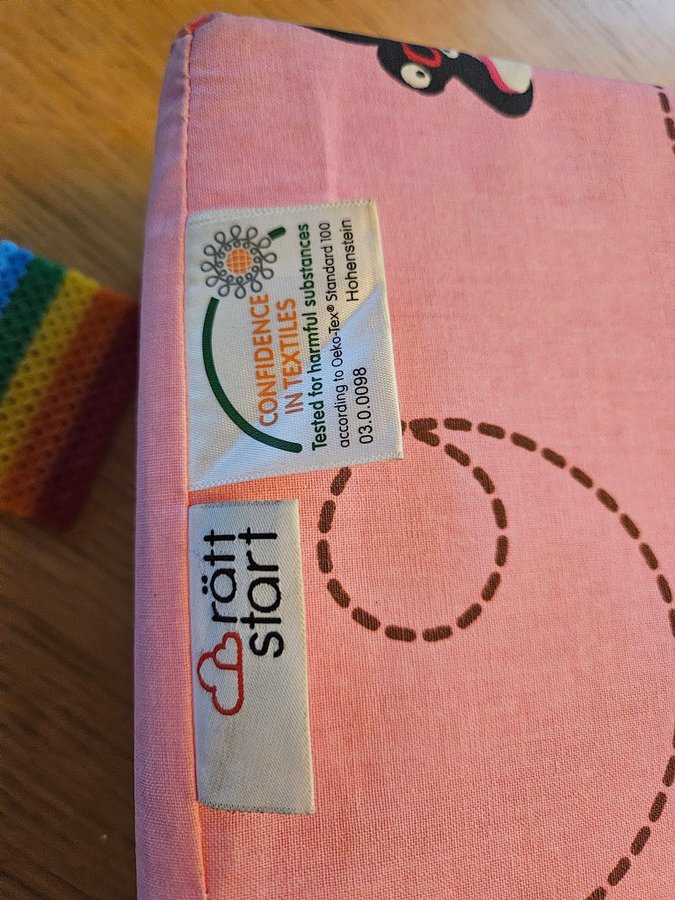 CONFIDENCE
IN TEXTILES
Tested for harmful substances
according to Oeko-Tex® Standard 100
03.0.0098 Hohenstein
rätt
start